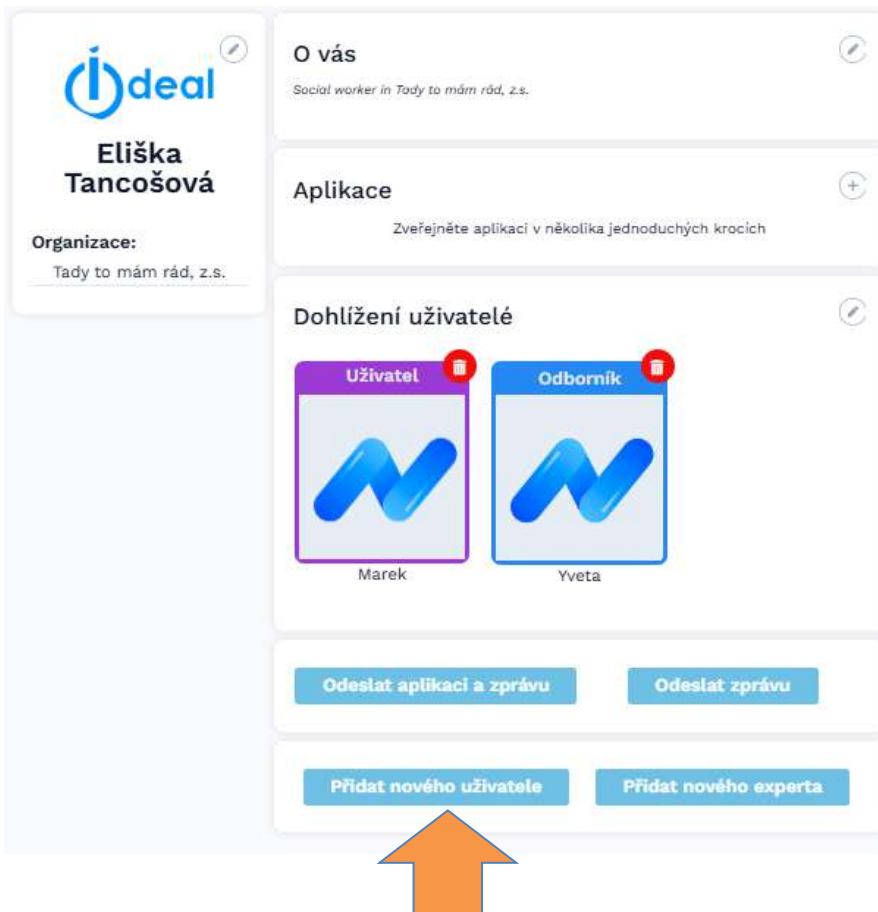 ideal
Eliška
Tancošová
Organizace:
Tady to mám rád, z.s.
O vás
Social worker in Tady to mám rád, z.s.
Aplikace
Zveřejněte aplikaci v několika jednoduchých krocích
Dohlížení uživatelé
Uživatel
Odborník
Marek
Yveta
Odeslat aplikaci a zprávu
Odeslat zprávu
Přidat nového uživatele
Přidat nového experta